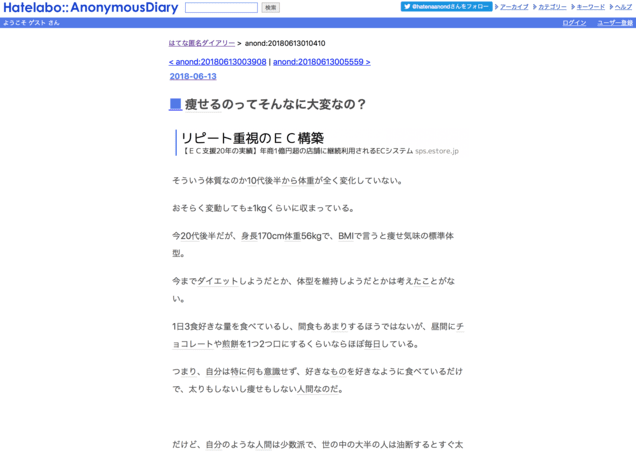 Hatelabo::AnonymousDiary
検索
@hatenaanondさんをフォロー
アーカイブ
カテゴリー
キーワード
ヘルプ
ようこそ ゲスト さん
ログイン
ユーザー登録
はてな匿名ダイアリー > anond:20180613010410
< anond:20180613003908 | anond:20180613005559 >
2018-06-13
■ 痩せるのってそんなに大変なの？
リピート重視のＥＣ構築
【ＥＣ支援20年の実績】年商1億円超の店舗に継続利用されるECシステム sps.estore.jp
そういう体質なのか10代後半から体重が全く変化していない。
おそらく変動しても±1kgくらいに収まっている。
今20代後半だが、身長170cm体重56kgで、BMIで言うと痩せ気味の標準体
型。
今までダイエットしようだとか、体型を維持しようだとかは考えたことがな
い。
1日3食好きな量を食べているし、間食もあまりするほうではないが、昼間にチ
ョコレートや煎餅を1つ2つ口にするくらいならほぼ毎日している。
つまり、自分は特に何も意識せず、好きなものを好きなように食べているだけ
で、太りもしないし痩せもしない人間なのだ。
だけど、自分のような人間は少数派で、世の中の大半の人は油断するとすぐ太